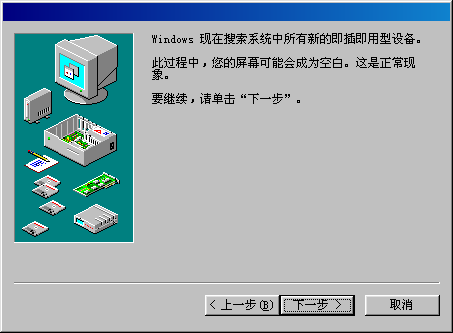 Windows 现在搜索系统中所有新的即插即用型设备。
此过程中，您的屏幕可能会成为空白。这是正常现
象。
要继续，请单击“下一步”。
< 上一步(B) 下一步 > 取消